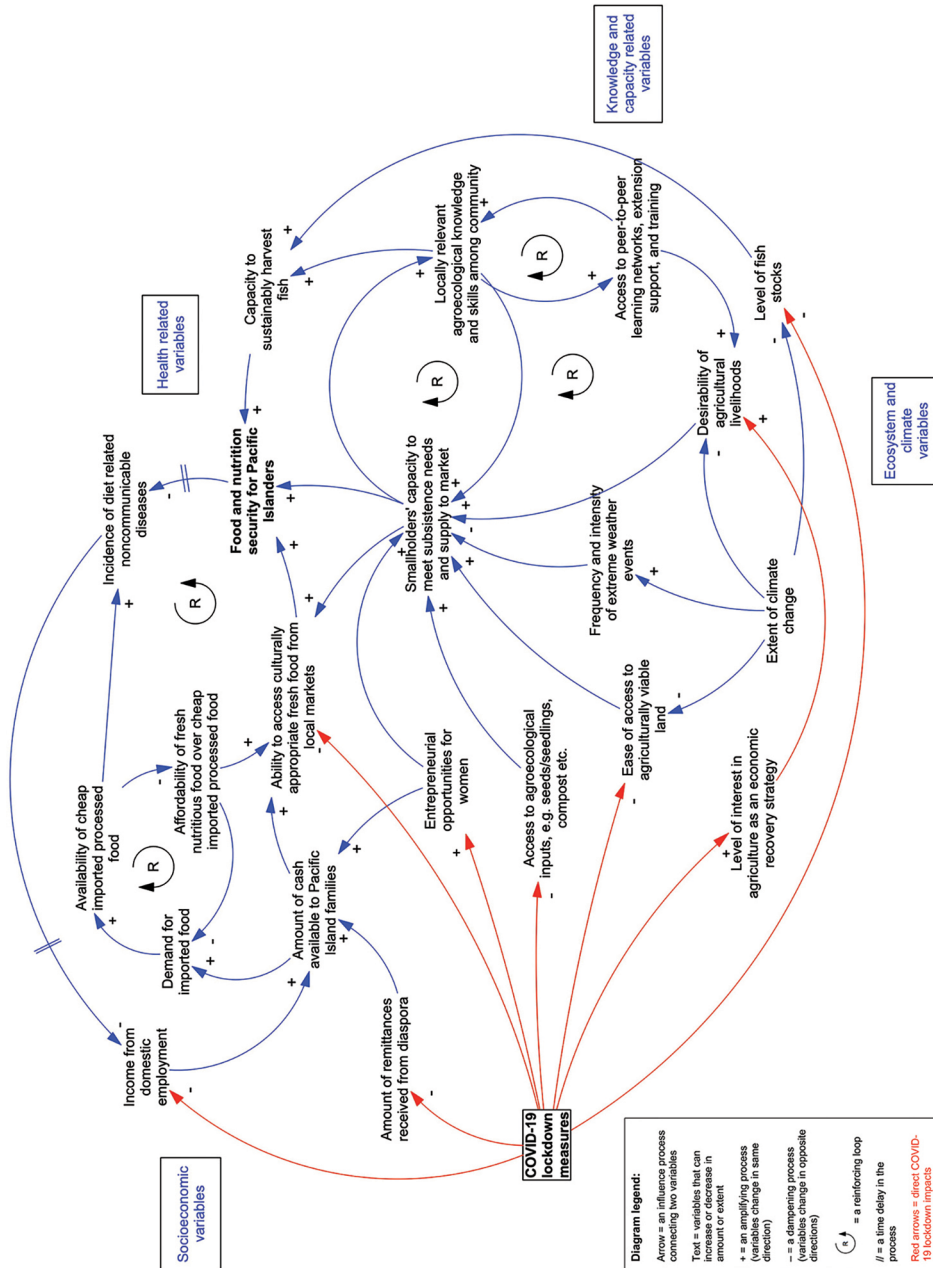 Socioeconomic
variables
Health related
variables
Knowledge and
capacity related
variables
Ecosystem and
climate
variables
Income from
domestic
employment
-
-
Demand for
imported food
+
-
Availability of cheap
imported processed
food
+
Affordability of fresh
nutritious food over cheap
imported processed food
-
R
Incidence of diet related
noncommunicable
diseases
+
-
R
Amount of cash
available to Pacific
Island families
+
+
+
Amount of remittances
received from diaspora
-
Ability to access culturally
appropriate fresh food from
local markets
+
+
+
-
Food and nutrition
security for Pacific
Islanders
+
+
+
Capacity to
sustainably harvest
fish
+
+
COVID-19
lockdown
measures
Entrepreneurial
opportunities for
women
+
Smallholders' capacity to
meet subsistence needs
and supply to market
+
+
+
-
+
+
R
Locally relevant
agroecological knowledge
and skills among community
+
+
R
Access to agroecological
inputs, e.g. seeds/seedlings,
compost etc.
-
Frequency and intensity
of extreme weather
events
+
R
Access to peer-to-peer
learning networks, extension
support, and training
+
Ease of access to
agriculturally viable
land
-
-
Desirability of
agricultural
livelihoods
+
-
+
Level of interest in
agriculture as an economic
recovery strategy
+
Extent of climate
change
Level of fish
stocks
-
-
Diagram legend:
Arrow = an influence process
connecting two variables
Text = variables that can
increase or decrease in
amount or extent
+ = an amplifying process
(variables change in same
direction)
– = a dampening process
(variables change in opposite
directions)
R = a reinforcing loop
// = a time delay in the
process
Red arrows = direct COVID-
19 lockdown impacts